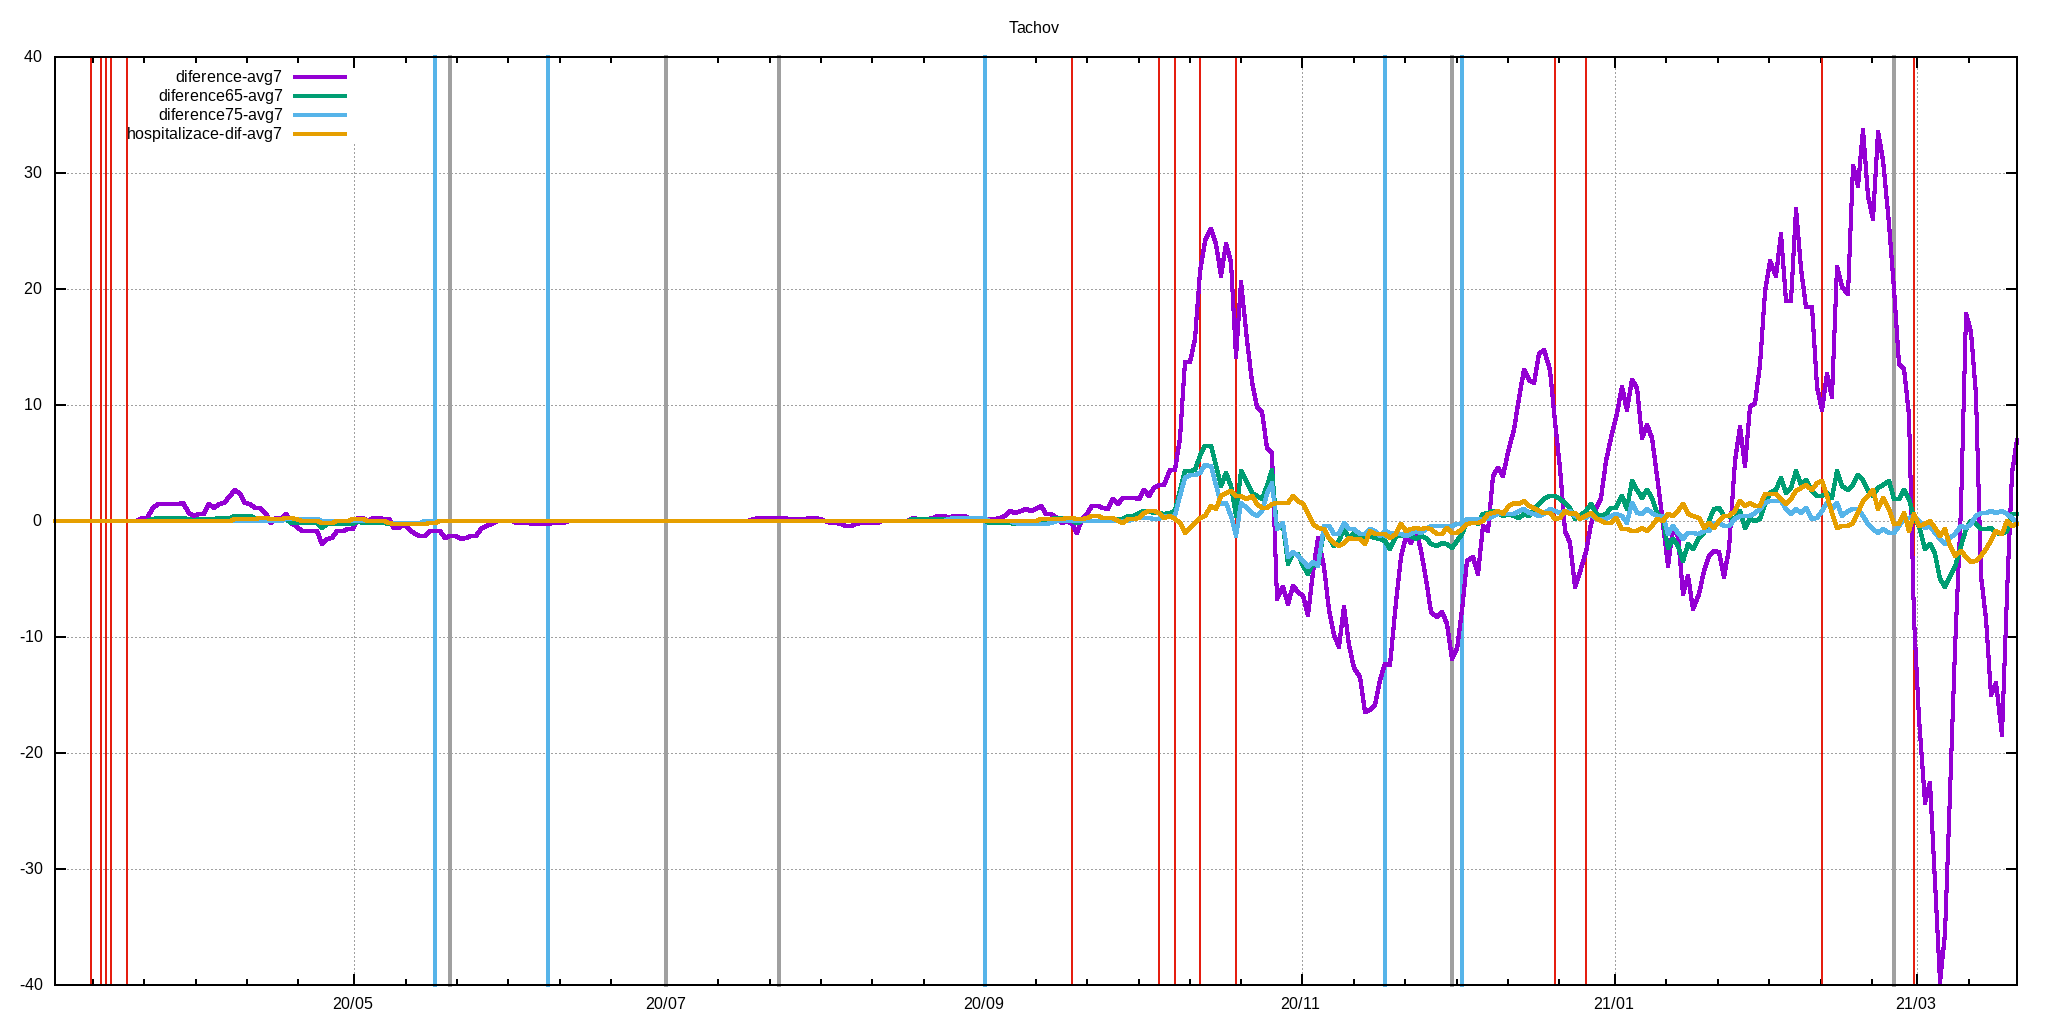 Tachov
40
diference-avg7
diference65-avg7
diference75-avg7
hospitalizace-dif-avg7
30
20
10
0
-10
-20
-30
-40
20/05 20/07 20/09 20/11 21/01 21/03